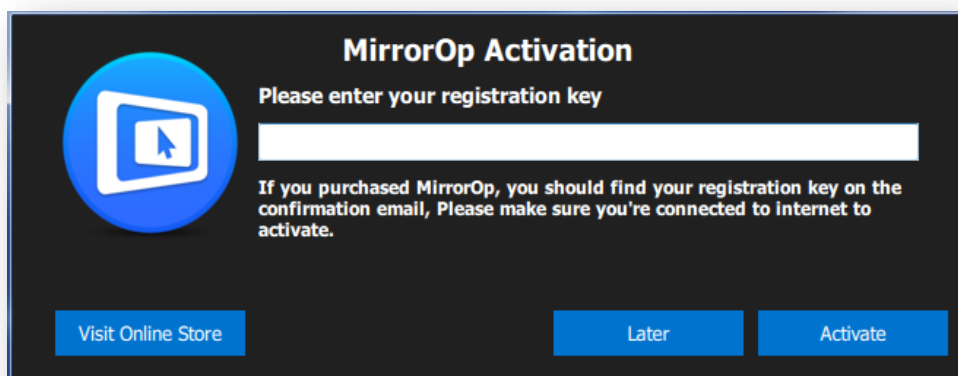 MirrorOp Activation
Please enter your registration key
If you purchased MirrorOp, you should find your registration key on the
confirmation email, Please make sure you're connected to internet to
activate.
Visit Online Store
Later
Activate